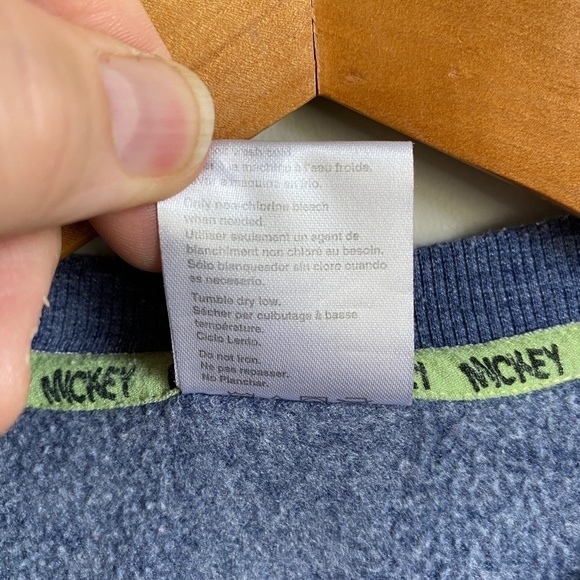 machine à l'eau froide.
Only non-chlorine bleach
when needed.
Utiliser seulement un agent de
blanchiment non chloré au besoin.
Sólo blanqueador sin cloro cuando
es neceserio.
Tumble dry low.
Sécher par culbutage à basse
température.
Ciclo Lento.
Do not iron.
Ne pas repasser.
No Planchar.
MICKEY MICKEY